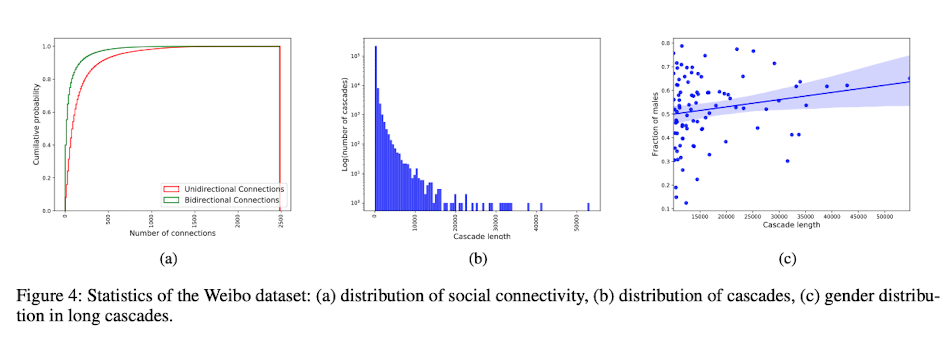 Cumiliative probability
1.0
0.8
0.6
0.4
0.2
0.0
Unidirectional Connections
Bidirectional Connections
0 500 1000 1500 2000 2500
Number of connections
(a)
Log(number of cascades)
10⁵
10⁴
10³
10²
10¹
10⁰
0 10000 20000 30000 40000 50000
Cascade length
(b)
Fraction of males
0.8
0.7
0.6
0.5
0.4
0.3
0.2
0.1
15000 20000 25000 30000 35000 40000 45000 50000
Cascade length
(c)
Figure 4: Statistics of the Weibo dataset: (a) distribution of social connectivity, (b) distribution of cascades, (c) gender distribu-
tion in long cascades.